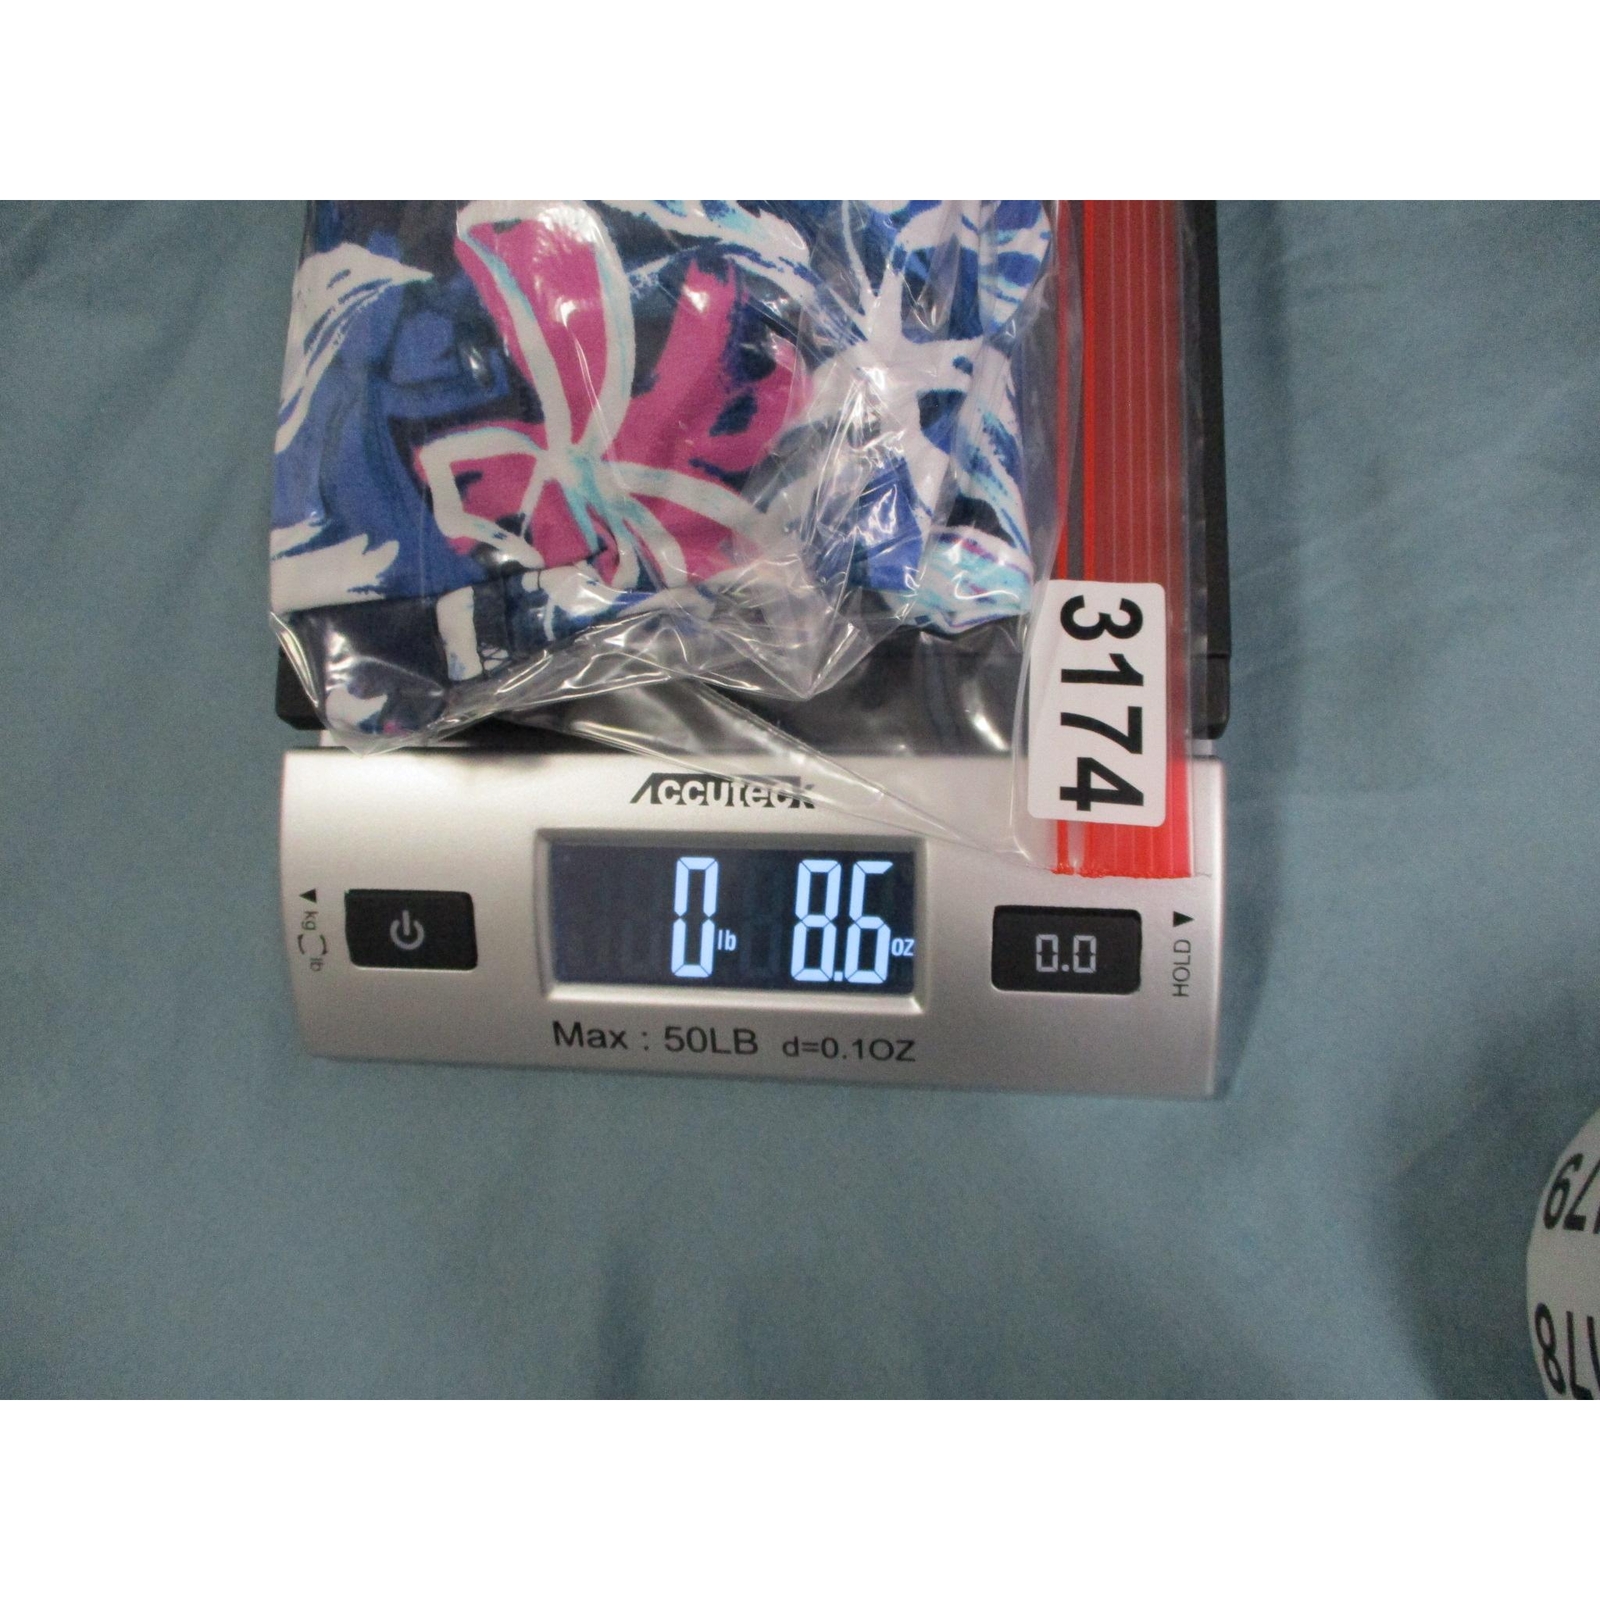 3174
Accuteck
0 lb 8.6 oz
kg lb
0.0
HOLD
Max : 50LB d=0.1OZ